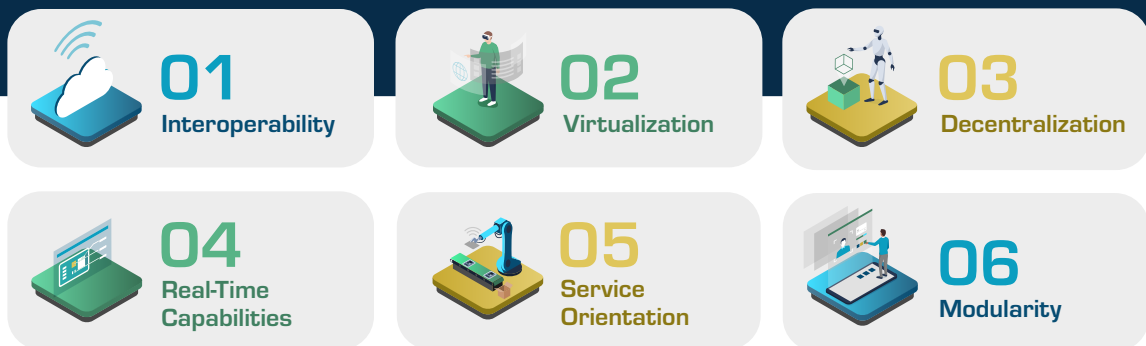 01
Interoperability
02
Virtualization
03
Decentralization
04
Real-Time
Capabilities
05
Service
Orientation
06
Modularity